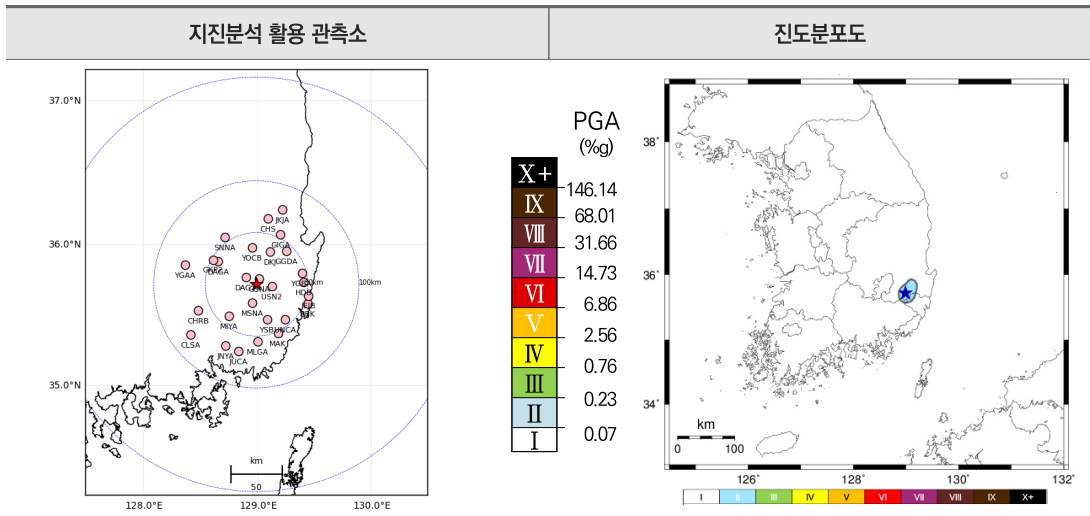 지진분석 활용 관측소
진도분포도
37.0°N
36.0°N
35.0°N
128.0°E
129.0°E
130.0°E
JKJA
CHS
GIGA
SNNA
YOCB
DKJ
GGDA
DAGA
YGAA
100km
USN2
HDB
MSNA
CHRB
MIYA
MAK
CLSA
MLGA
JNYA
JUCA
km
50
PGA
(%g)
X+
146.14
IX
68.01
VIII
31.66
VII
14.73
VI
6.86
V
2.56
IV
0.76
III
0.23
II
0.07
I
38°
36°
34°
km
0
100
126°
128°
130°
132°
I
II
III
IV
V
VI
VII
VIII
IX
X+